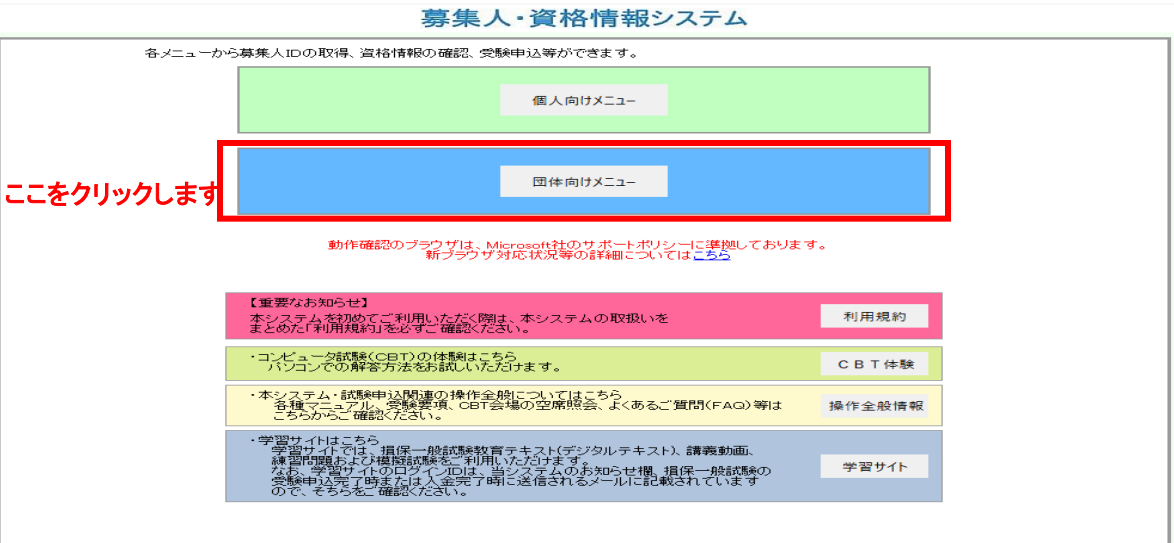 募集人・資格情報システム
各メニューから募集人IDの取得、資格情報の確認、受験申込等ができます。
個人向けメニュー
ここをクリックします
団体向けメニュー
動作確認のブラウザは、Microsoft社のサポートポリシーに準拠しております。
新ブラウザ対応状況等の詳細についてはこちら
【重要なお知らせ】
本システムを初めてご利用いただく際は、本システムの取扱いを
まとめた「利用規約」を必ずご確認ください。
利用規約
・コンピュータ試験(CBT)の体験はこちら
パソコンでの解答方法をお試しいただけます。
CBT体験
・本システム・試験申込関連の操作全般についてはこちら
各種マニュアル、受験要項、CBT会場の空席照会、よくあるご質問(FAQ)等は
こちらからご確認ください。
操作全般情報
・学習サイトはこちら
学習サイトでは、損保一般試験教育テキスト(デジタルテキスト)、講義動画、
練習問題および模擬試験をご利用いただけます。
なお、学習サイトのログインIDは、当システムのお知らせ欄、損保一般試験の
受験申込完了時または入金完了時に送信されるメールに記載されています
ので、そちらをご確認ください。
学習サイト